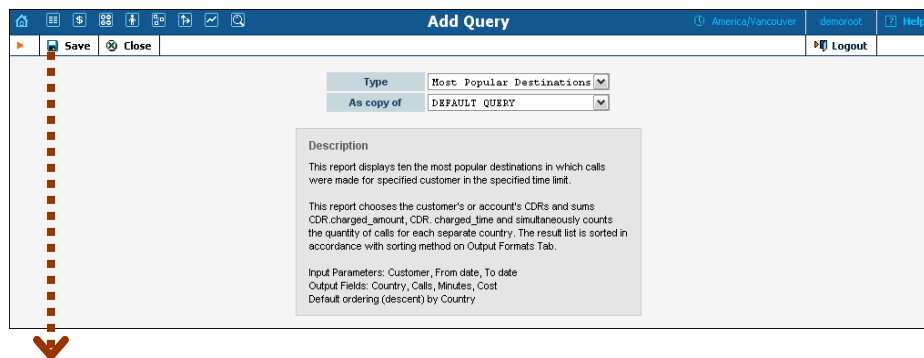 Add Query
America/Vancouver
demoroot
Help
Save
Close
Logout
Type
Most Popular Destinations
As copy of
DEFAULT QUERY
Description
This report displays ten the most popular destinations in which calls
were made for specified customer in the specified time limit.
This report chooses the customer's or account's CDRs and sums
CDR.charged_amount, CDR. charged_time and simultaneously counts
the quantity of calls for each separate country. The result list is sorted in
accordance with sorting method on Output Formats Tab.
Input Parameters: Customer, From date, To date
Output Fields: Country, Calls, Minutes, Cost
Default ordering (descent) by Country